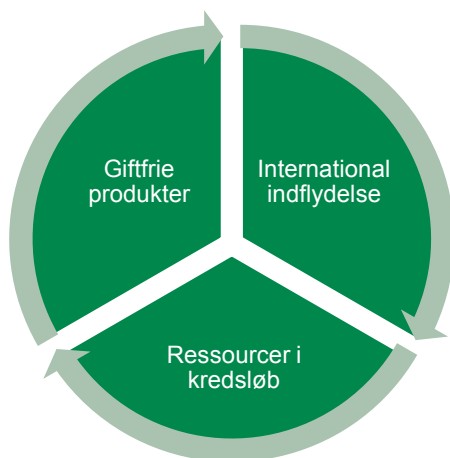 Giftfrie
produkter
International
indflydelse
Ressourcer i
kredsløb